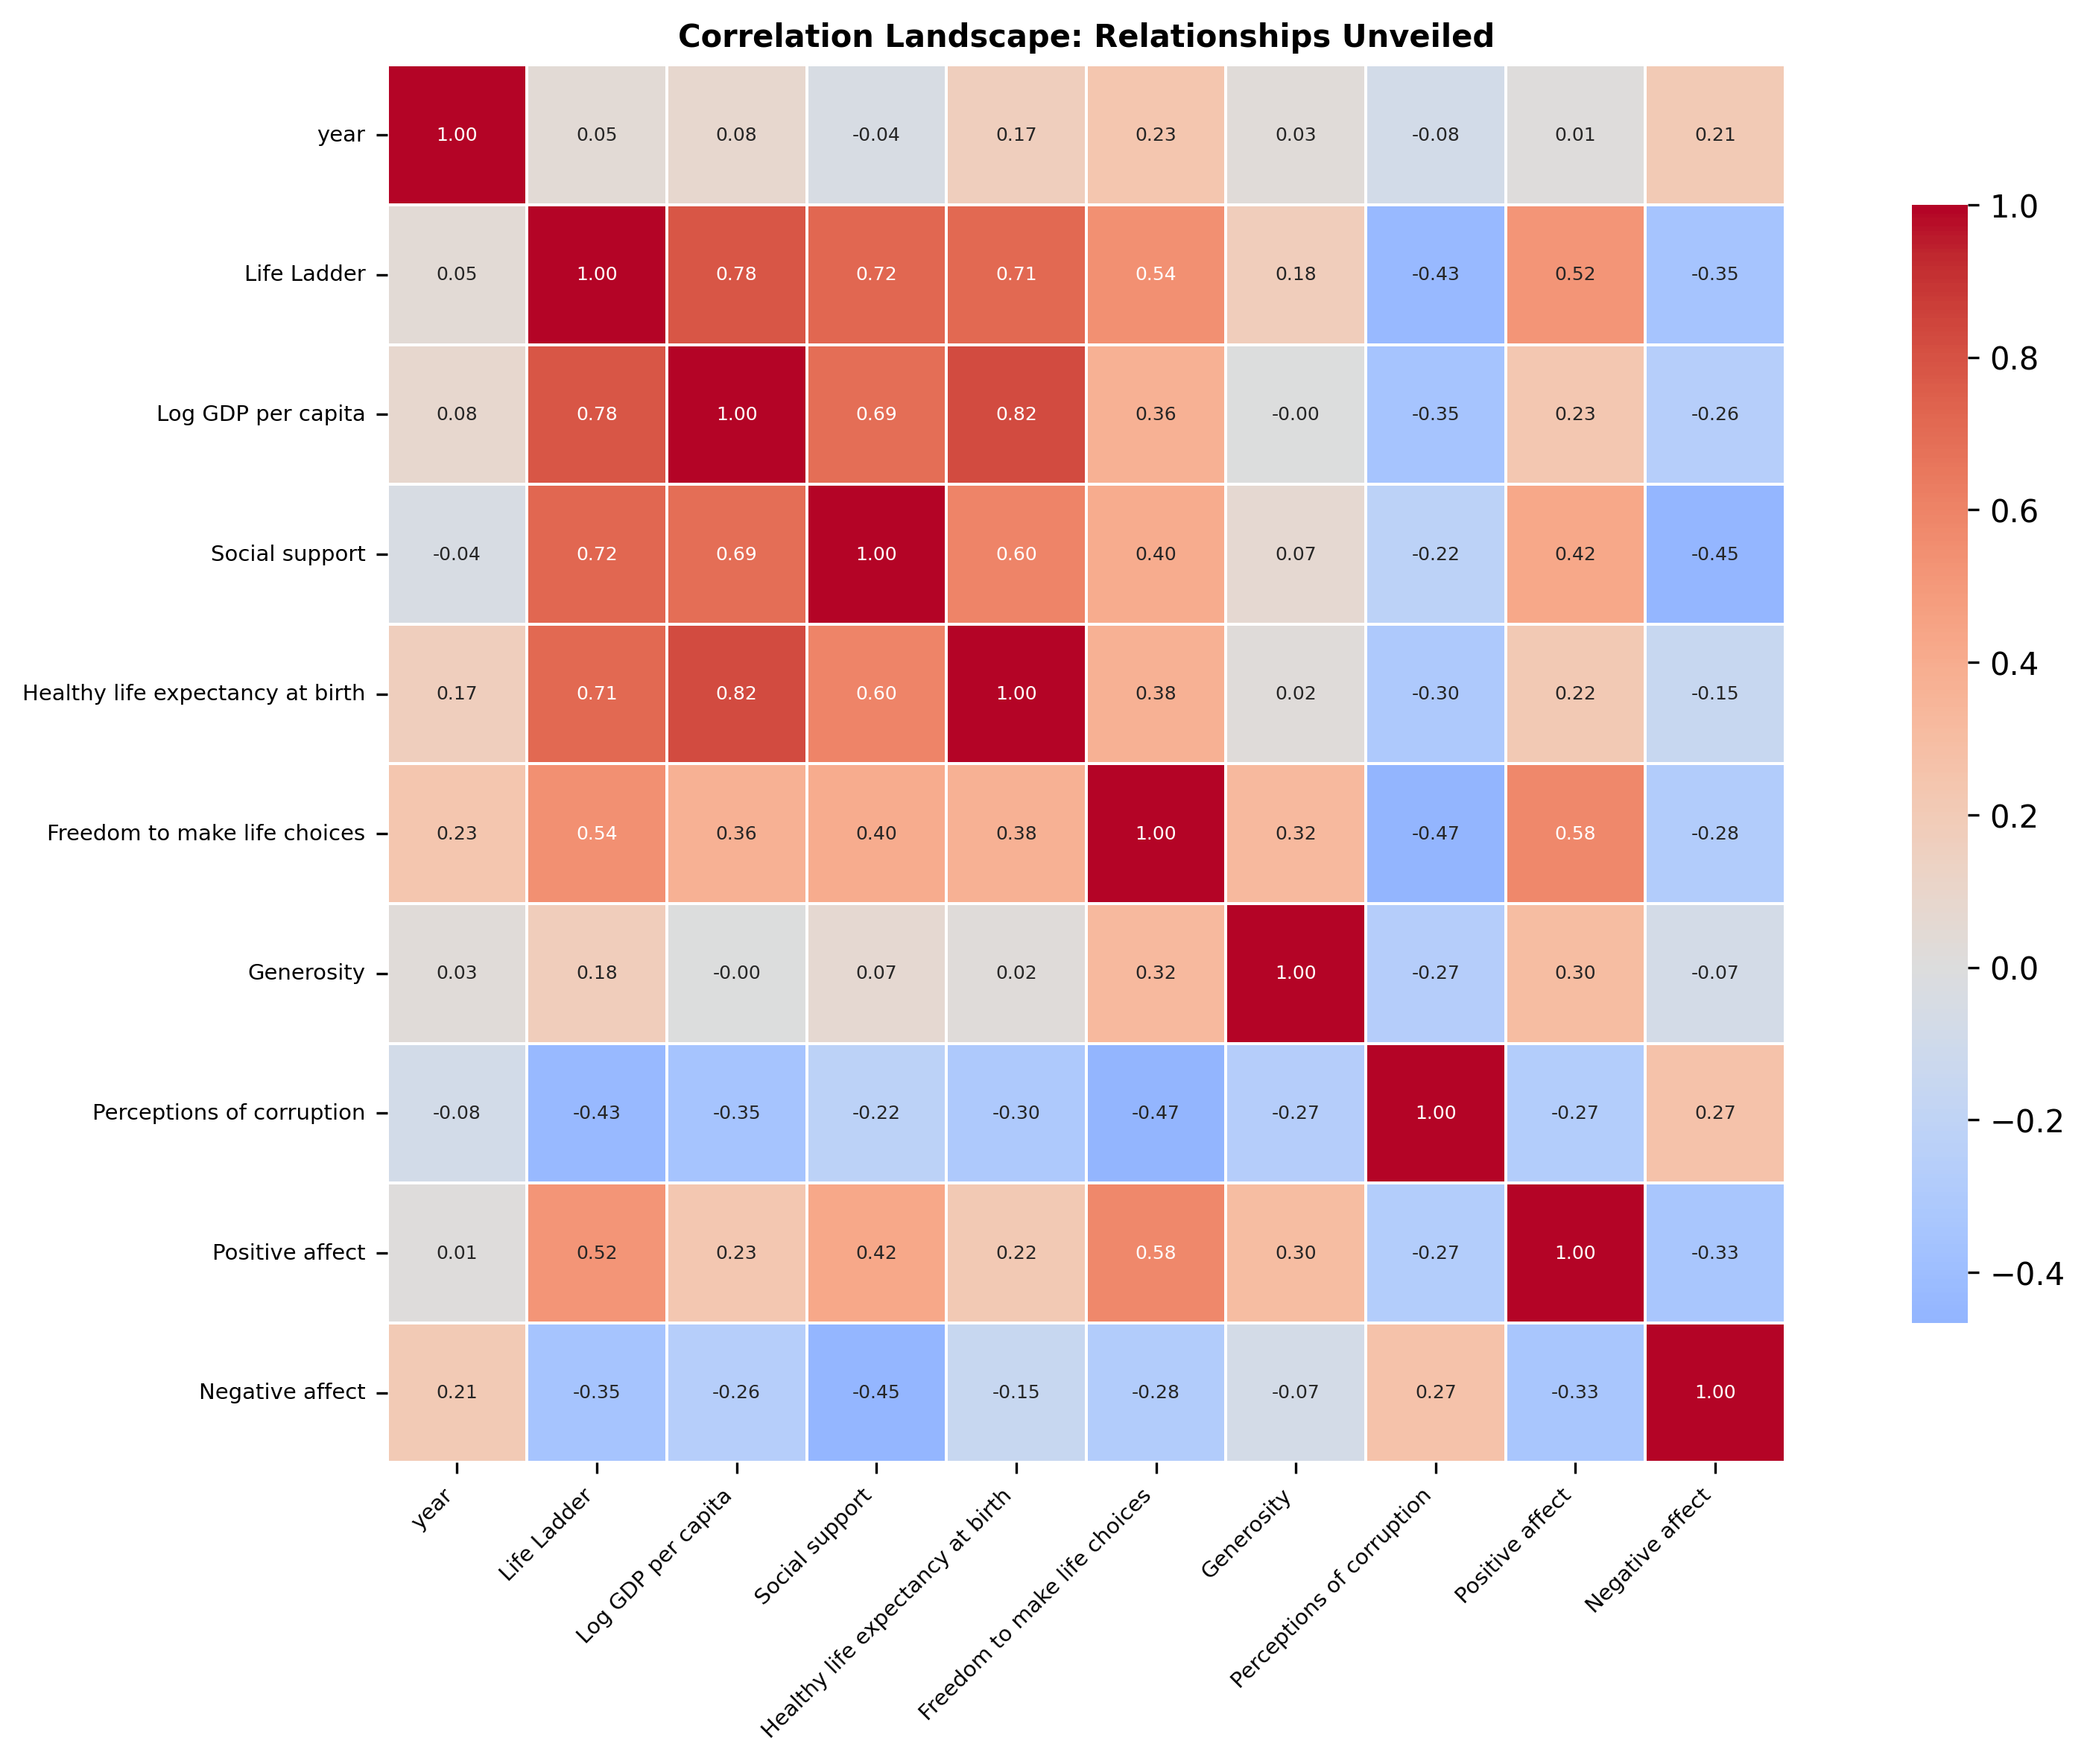 Correlation Landscape: Relationships Unveiled
year 1.00 0.05 0.08 -0.04 0.17 0.23 0.03 -0.08 0.01 0.21
Life Ladder 0.05 1.00 0.78 0.72 0.71 0.54 0.18 -0.43 0.52 -0.35
Log GDP per capita 0.08 0.78 1.00 0.69 0.82 0.36 -0.00 -0.35 0.23 -0.26
Social support -0.04 0.72 0.69 1.00 0.60 0.40 0.07 -0.22 0.42 -0.45
Healthy life expectancy at birth 0.17 0.71 0.82 0.60 1.00 0.38 0.02 -0.30 0.22 -0.15
Freedom to make life choices 0.23 0.54 0.36 0.40 0.38 1.00 0.32 -0.47 0.58 -0.28
Generosity 0.03 0.18 -0.00 0.07 0.02 0.32 1.00 -0.27 0.30 -0.07
Perceptions of corruption -0.08 -0.43 -0.35 -0.22 -0.30 -0.47 -0.27 1.00 -0.27 0.27
Positive affect 0.01 0.52 0.23 0.42 0.22 0.58 0.30 -0.27 1.00 -0.33
Negative affect 0.21 -0.35 -0.26 -0.45 -0.15 -0.28 -0.07 0.27 -0.33 1.00
year
Life Ladder
Log GDP per capita
Social support
Healthy life expectancy at birth
Freedom to make life choices
Generosity
Perceptions of corruption
Positive affect
Negative affect
1.0
0.8
0.6
0.4
0.2
0.0
−0.2
−0.4